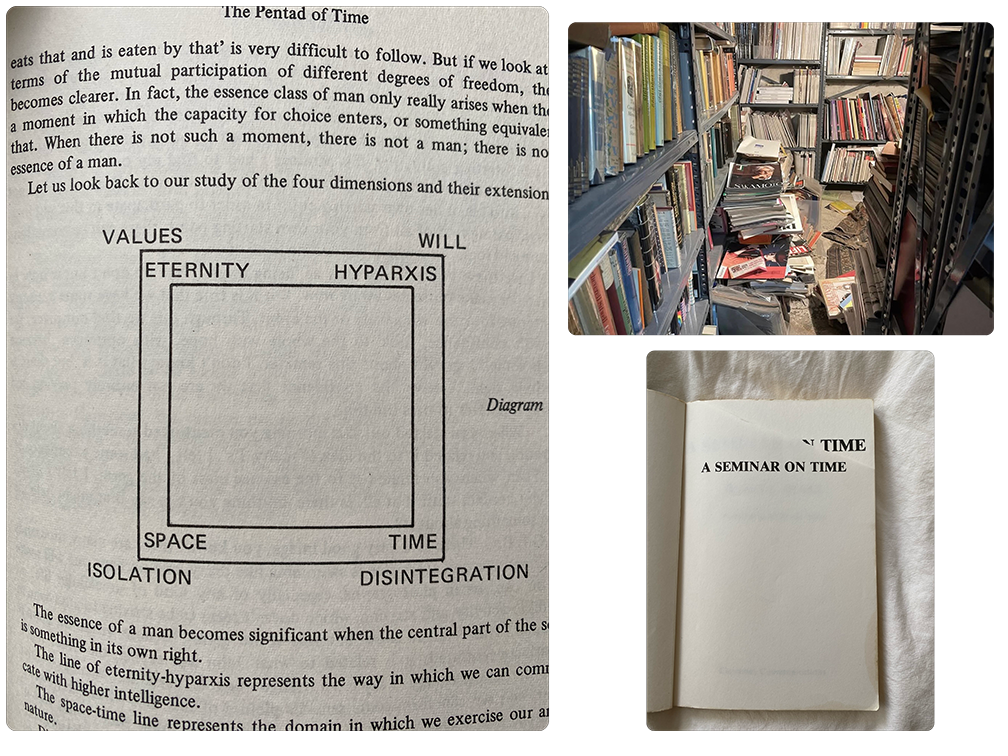 The Pentad of Time
eats that and is eaten by that' is very difficult to follow. But if we look at
terms of the mutual participation of different degrees of freedom,
becomes clearer. In fact, the essence class of man only really arises when
a moment in which the capacity for choice enters, or something
that. When there is not such a moment, there is not a man; there is no
essence of a man.
Let us look back to our study of the four dimensions and their extension
VALUES WILL
ETERNITY HYPARXIS
Diagram
SPACE TIME
ISOLATION DISINTEGRATION
The essence of a man becomes significant when the central part of the
is something in its own right.
The line of eternity-hyparxis represents the way in which we can
cate with higher intelligence.
The space-time line represents the domain in which we exercise our
nature.
SAKAMOTO
N TIME
A SEMINAR ON TIME